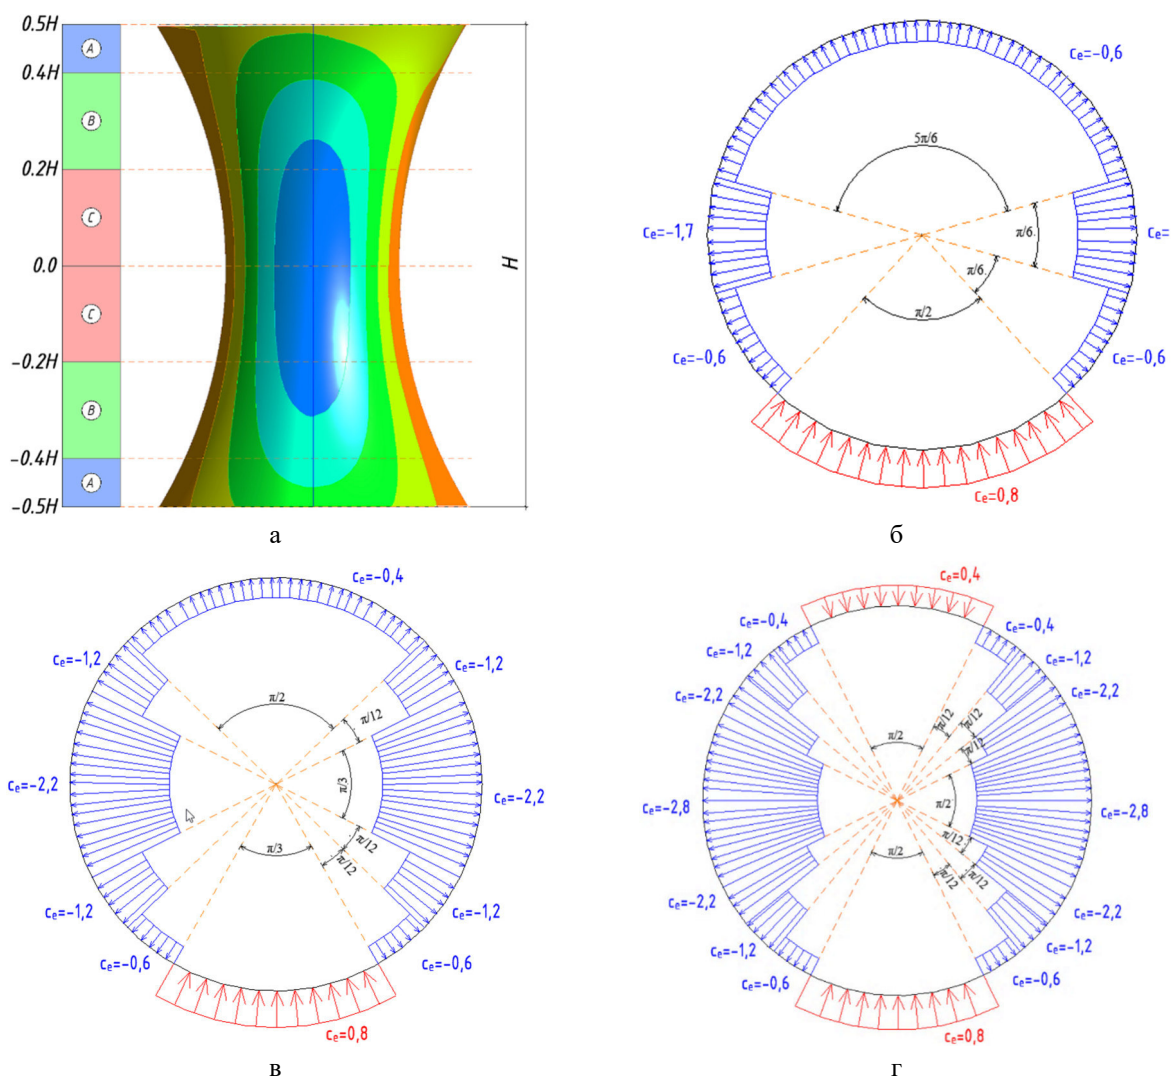 0.5H
A
0.4H
B
0.2H
C
0.0
C
-0.2H
B
-0.4H
A
-0.5H
H
а
cₑ=-0,6
5π/6
cₑ=-1,7
π/6
cₑ=
π/6
π/2
cₑ=-0,6
cₑ=-0,6
cₑ=0,8
б
cₑ=-0,4
cₑ=-1,2
cₑ=-1,2
π/2
π/12
cₑ=-2,2
π/3
cₑ=-2,2
π/12
π/3
π/12
cₑ=-1,2
cₑ=-1,2
cₑ=-0,6
cₑ=-0,6
cₑ=0,8
в
cₑ=0,4
cₑ=-0,4
cₑ=-0,4
cₑ=-1,2
cₑ=-1,2
cₑ=-2,2
cₑ=-2,2
π/12
π/12
π/12
π/2
cₑ=-2,8
π/2
cₑ=-2,8
π/12
π/2
π/12
π/12
cₑ=-2,2
cₑ=-2,2
cₑ=-1,2
cₑ=-1,2
cₑ=-0,6
cₑ=-0,6
cₑ=0,8
г